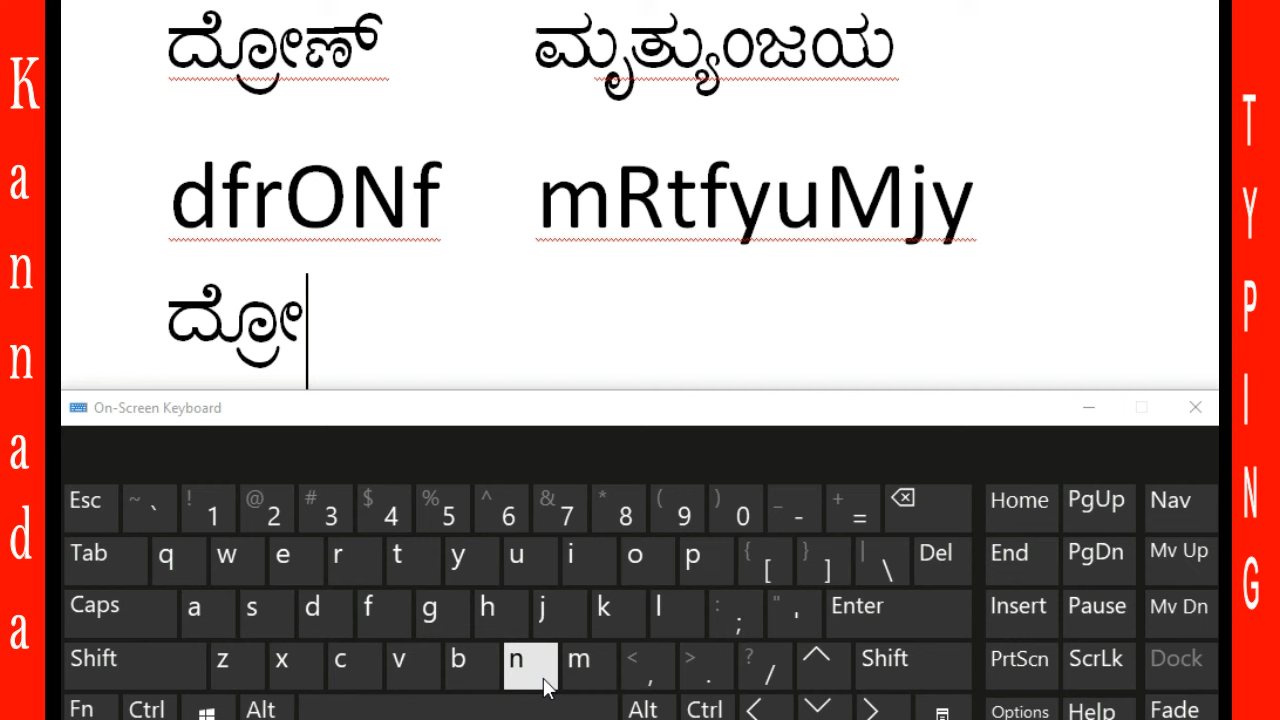 Kannada
ದ್ರೋಣ್ ಮೃತ್ಯುಂಜಯ
dfrONf mRtfyuMjy
ದ್ರೋ
TYPING
On-Screen Keyboard
Esc ~ ` ! 1 @ 2 # 3 $ 4 % 5 ^ 6 & 7 * 8 ( 9 ) 0 _ - + = Home PgUp Nav
Tab q w e r t y u i o p { [ } ] | \ Del End PgDn Mv Up
Caps a s d f g h j k l : ; " ' Enter Insert Pause Mv Dn
Shift z x c v b n m < , > . ? / Shift PrtScn ScrLk Dock
Fn Ctrl Alt Alt Ctrl Options Help Fade